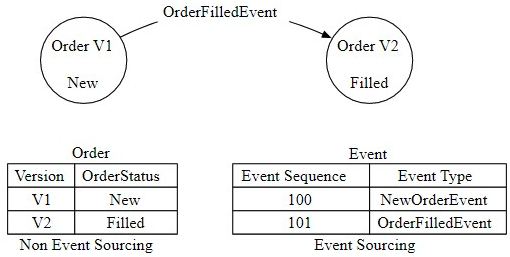 OrderFilledEvent
Order V1
New
Order V2
Filled
Order
Version OrderStatus
V1 New
V2 Filled
Non Event Sourcing
Event
Event Sequence Event Type
100 NewOrderEvent
101 OrderFilledEvent
Event Sourcing